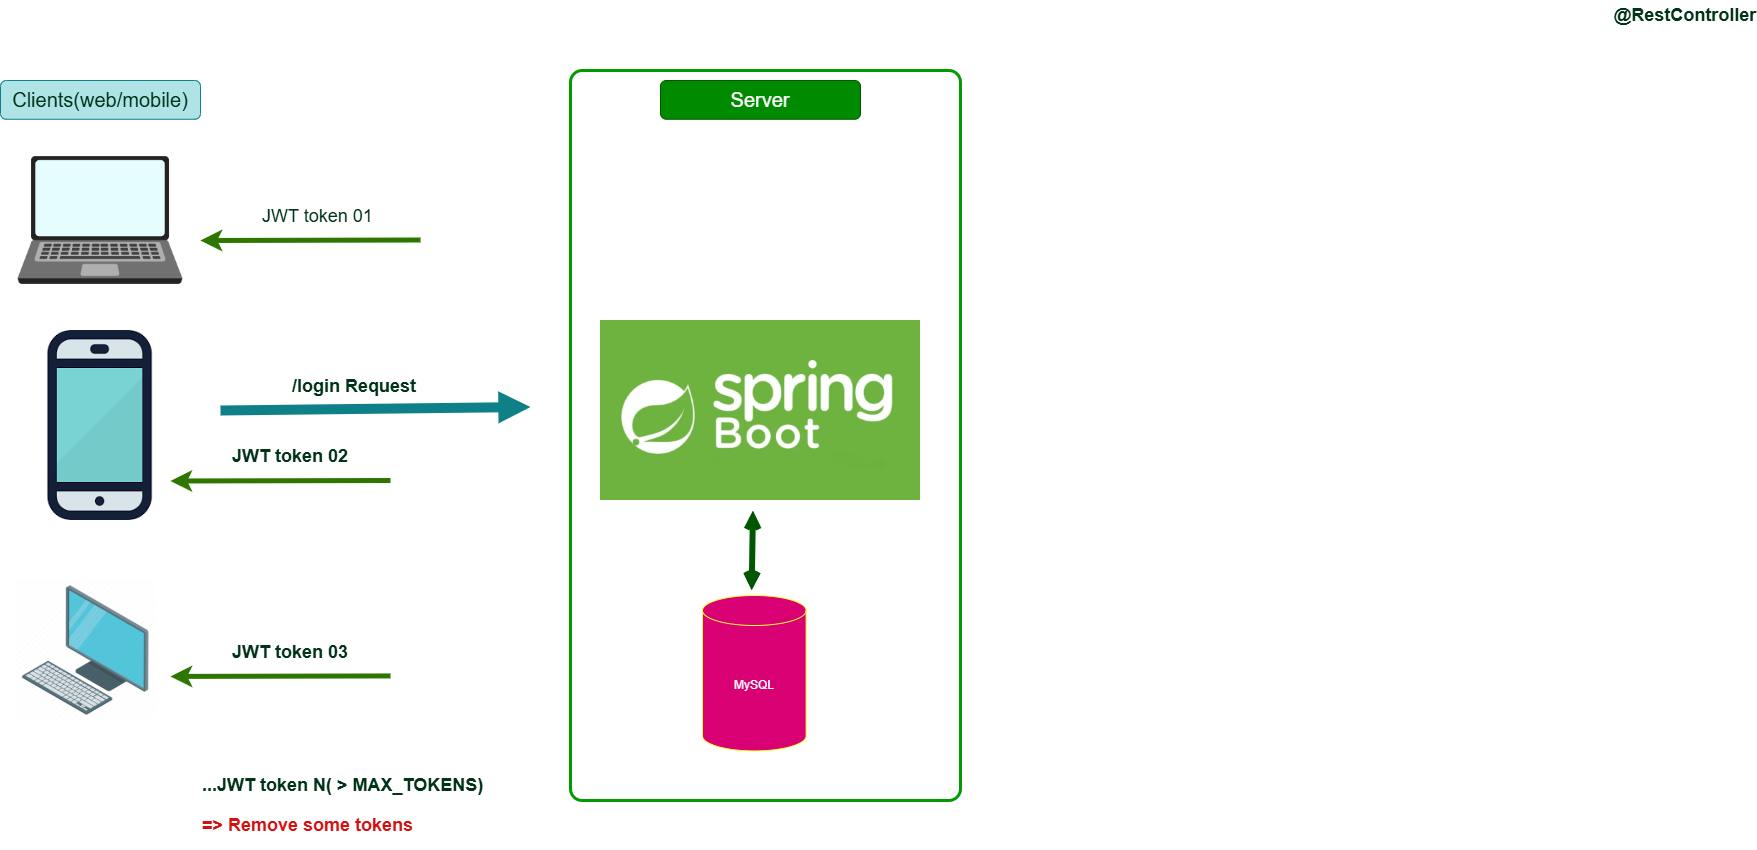 @RestController
Clients(web/mobile)
Server
JWT token 01
/login Request
spring
Boot
JWT token 02
JWT token 03
MySQL
...JWT token N( > MAX_TOKENS)
=> Remove some tokens